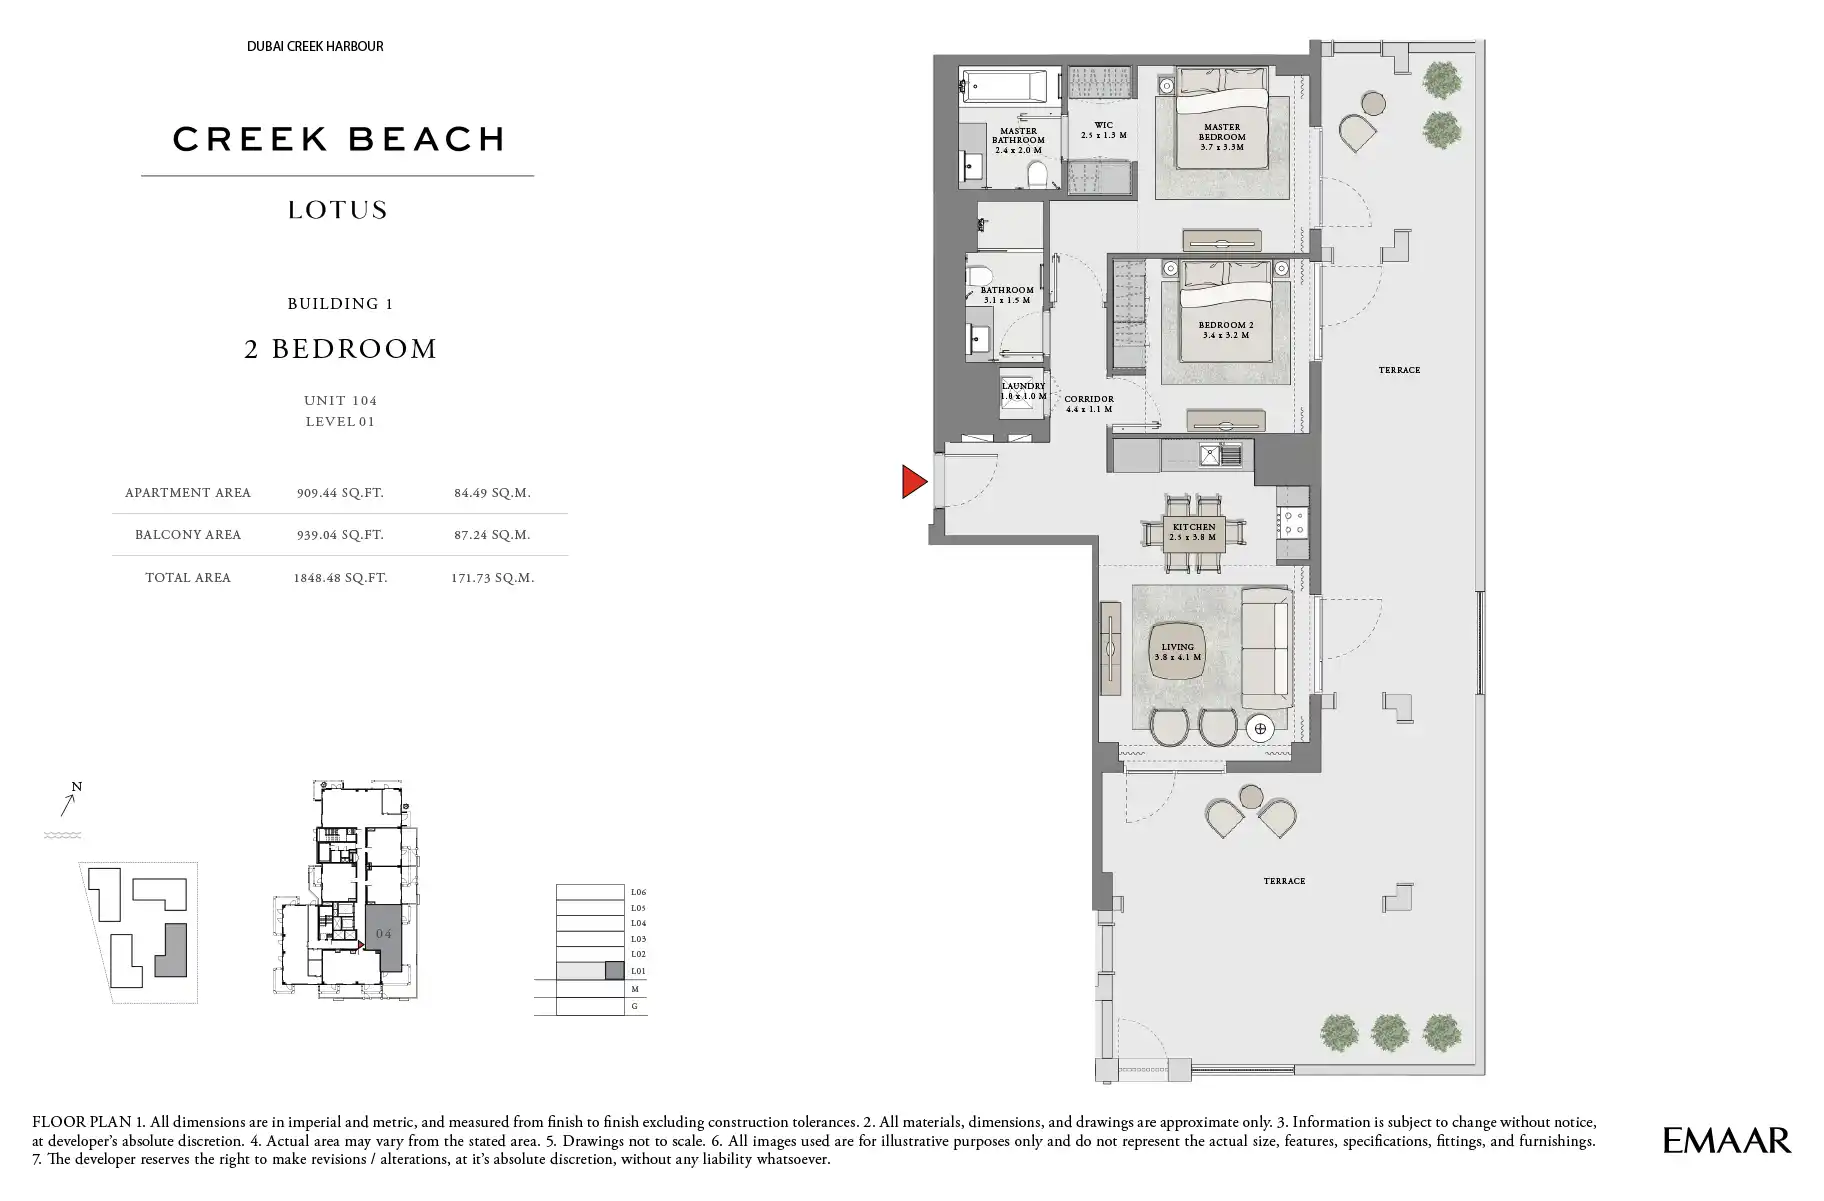 DUBAI CREEK HARBOUR
CREEK BEACH
LOTUS
BUILDING 1
2 BEDROOM
UNIT 104
LEVEL 01
APARTMENT AREA 909.44 SQ.FT. 84.49 SQ.M.
BALCONY AREA 939.04 SQ.FT. 87.24 SQ.M.
TOTAL AREA 1848.48 SQ.FT. 171.73 SQ.M.
N
04
L06
L05
L04
L03
L02
L01
M
G
MASTER
BATHROOM
2.4 x 2.0 M
WIC
2.5 x 1.3 M
MASTER
BEDROOM
3.7 x 3.3M
BATHROOM
3.1 x 1.5 M
BEDROOM 2
3.4 x 3.2 M
LAUNDRY
1.0 x 1.0 M
CORRIDOR
4.4 x 1.1 M
TERRACE
KITCHEN
2.5 x 3.8 M
LIVING
3.8 x 4.1 M
TERRACE
FLOOR PLAN 1. All dimensions are in imperial and metric, and measured from finish to finish excluding construction tolerances. 2. All materials, dimensions, and drawings are approximate only. 3. Information is subject to change without notice,
at developer's absolute discretion. 4. Actual area may vary from the stated area. 5. Drawings not to scale. 6. All images used are for illustrative purposes only and do not represent the actual size, features, specifications, fittings, and furnishings.
7. The developer reserves the right to make revisions / alterations, at it's absolute discretion, without any liability whatsoever.
EMAAR